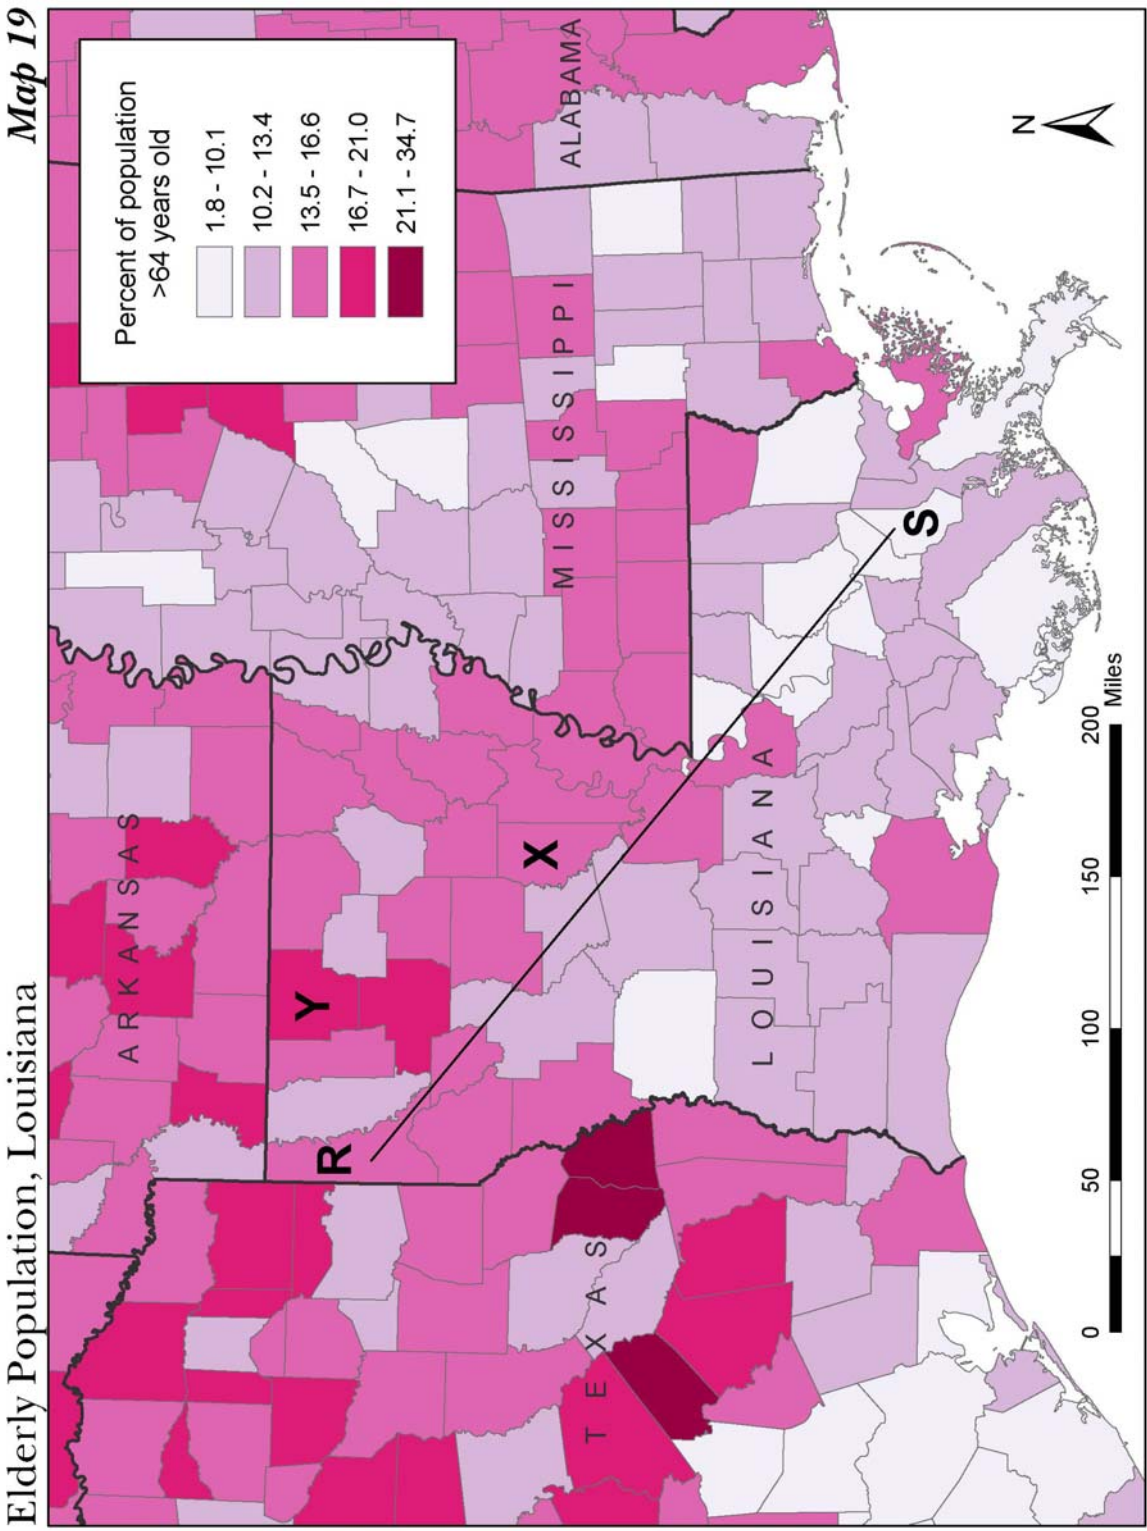 Elderly Population, Louisiana
Map 19
Percent of population
>64 years old
1.8 - 10.1
10.2 - 13.4
13.5 - 16.6
16.7 - 21.0
21.1 - 34.7
ARKANSAS
MISSISSIPPI
ALABAMA
TEXAS
LOUISIANA
R
Y
X
S
N
0 50 100 150 200
Miles